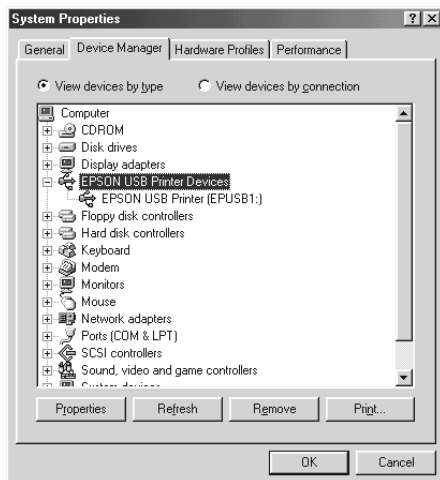 System Properties
General Device Manager Hardware Profiles Performance
View devices by type View devices by connection
Computer
CDROM
Disk drives
Display adapters
EPSON USB Printer Devices
EPSON USB Printer (EPUSB1:)
Floppy disk controllers
Hard disk controllers
Keyboard
Modem
Monitors
Mouse
Network adapters
Ports (COM & LPT)
SCSI controllers
Sound, video and game controllers
System devices
Properties Refresh Remove Print...
OK Cancel